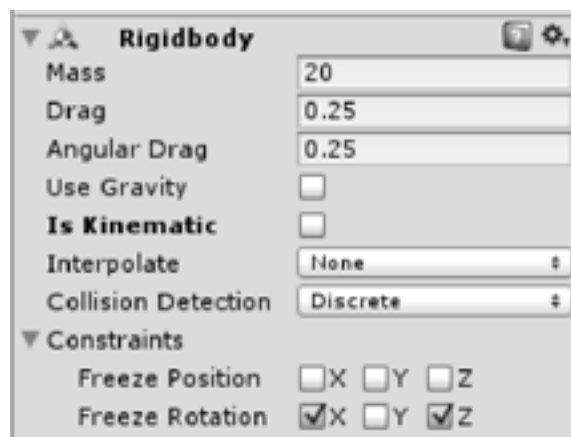 Rigidbody
Mass 20
Drag 0.25
Angular Drag 0.25
Use Gravity
Is Kinematic
Interpolate None
Collision Detection Discrete
Constraints
Freeze Position X Y Z
Freeze Rotation X Y Z